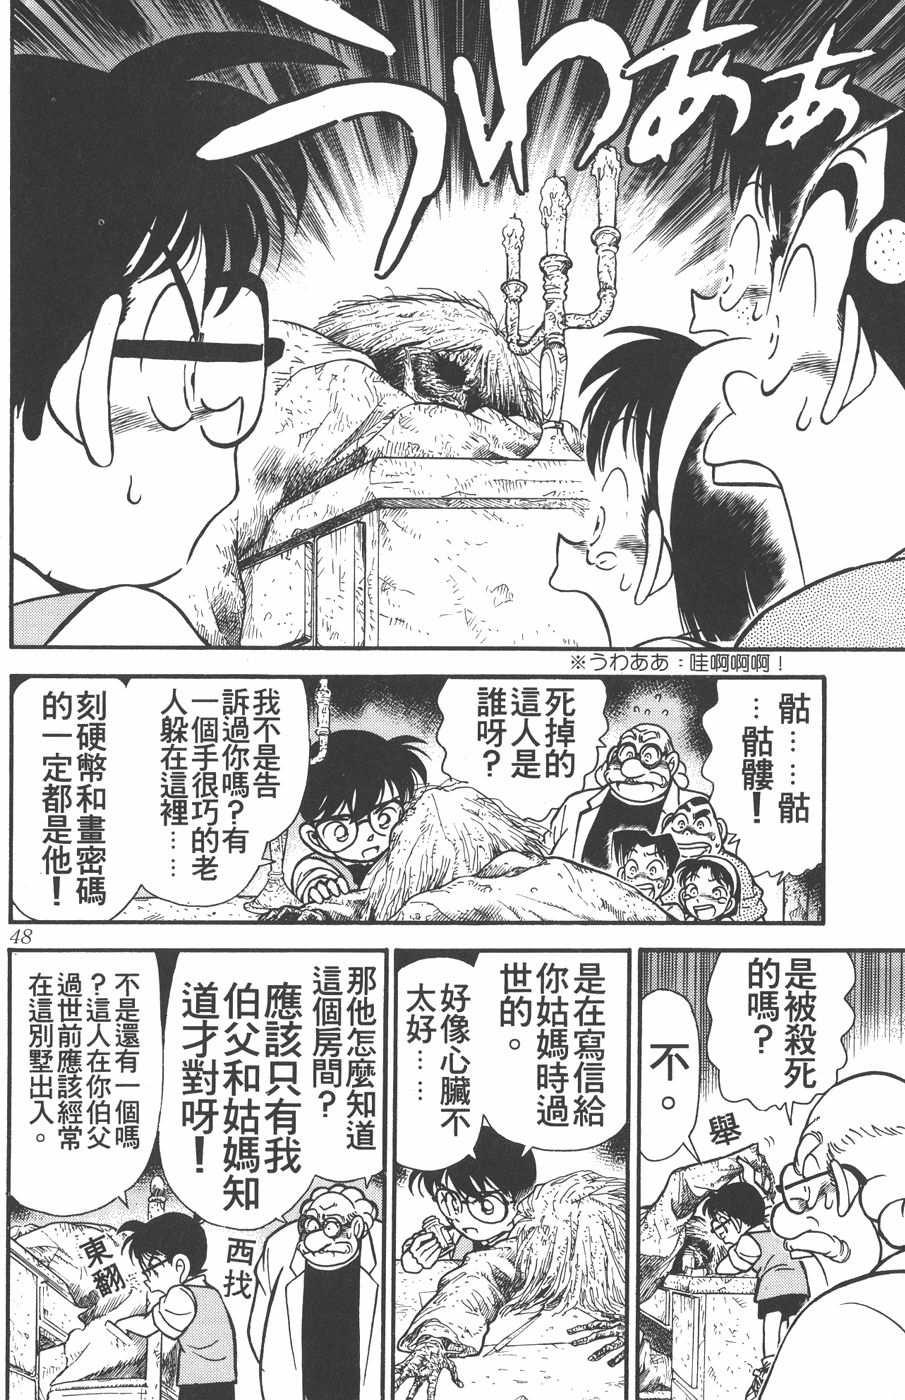 うわああ
※うわああ：哇啊啊啊！
骷……骷
…骷髏！
死掉的
這人是
誰呀？
我不是告
訴過你嗎？有
一個手很巧的老
人躲在這裡……
刻硬幣和畫密碼
的一定都是他！
48
是被殺死
的嗎？
不。
舉
是在寫信給
你姑媽時過
世的。
好像心臟不
太好……
那他怎麼知道
這個房間？
應該只有我
伯父和姑媽知
道才對呀！
西找
東翻
不是還有一個嗎
？這人在你伯父
過世前應該經常
在這別墅出入。